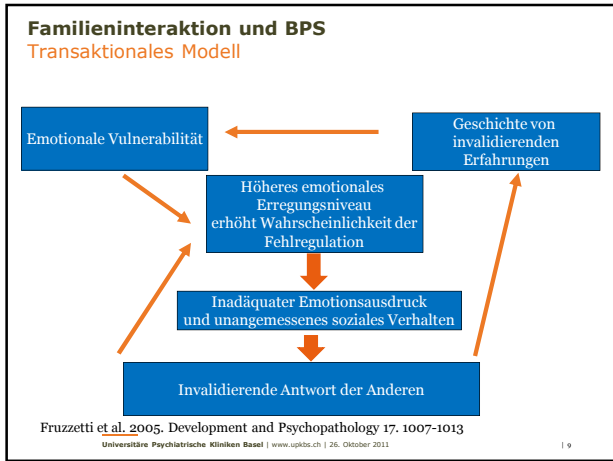 Familieninteraktion und BPS
Transaktionales Modell
Emotionale Vulnerabilität
Geschichte von
invalidierenden
Erfahrungen
Höheres emotionales
Erregungsniveau
erhöht Wahrscheinlichkeit der
Fehlregulation
Inadäquater Emotionsausdruck
und unangemessenes soziales Verhalten
Invalidierende Antwort der Anderen
Fruzzetti et al. 2005. Development and Psychopathology 17. 1007-1013
Universitäre Psychiatrische Kliniken Basel | www.upkbs.ch | 26. Oktober 2011 | 9